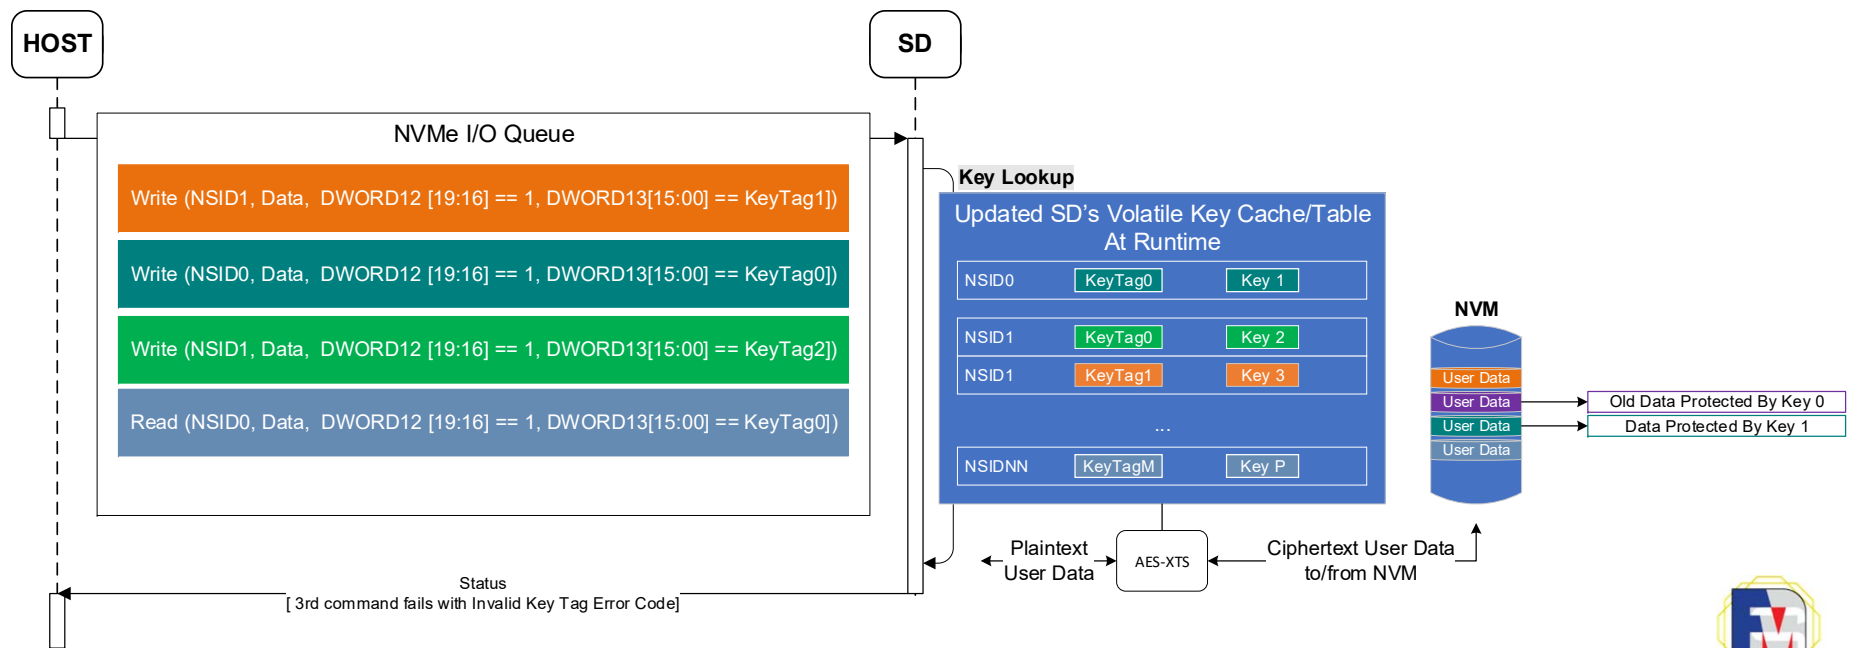 HOST
SD
NVMe I/O Queue
Write (NSID1, Data,  DWORD12 [19:16] == 1, DWORD13[15:00] == KeyTag1])
Write (NSID0, Data,  DWORD12 [19:16] == 1, DWORD13[15:00] == KeyTag0])
Write (NSID1, Data,  DWORD12 [19:16] == 1, DWORD13[15:00] == KeyTag2])
Read (NSID0, Data,  DWORD12 [19:16] == 1, DWORD13[15:00] == KeyTag0])
Key Lookup
Updated SD's Volatile Key Cache/Table
At Runtime
NSID0 KeyTag0 Key 1
NSID1 KeyTag0 Key 2
NSID1 KeyTag1 Key 3
...
NSIDNN KeyTagM Key P
NVM
User Data
User Data
User Data
User Data
Old Data Protected By Key 0
Data Protected By Key 1
Plaintext
User Data
AES-XTS
Ciphertext User Data
to/from NVM
Status
[ 3rd command fails with Invalid Key Tag Error Code]